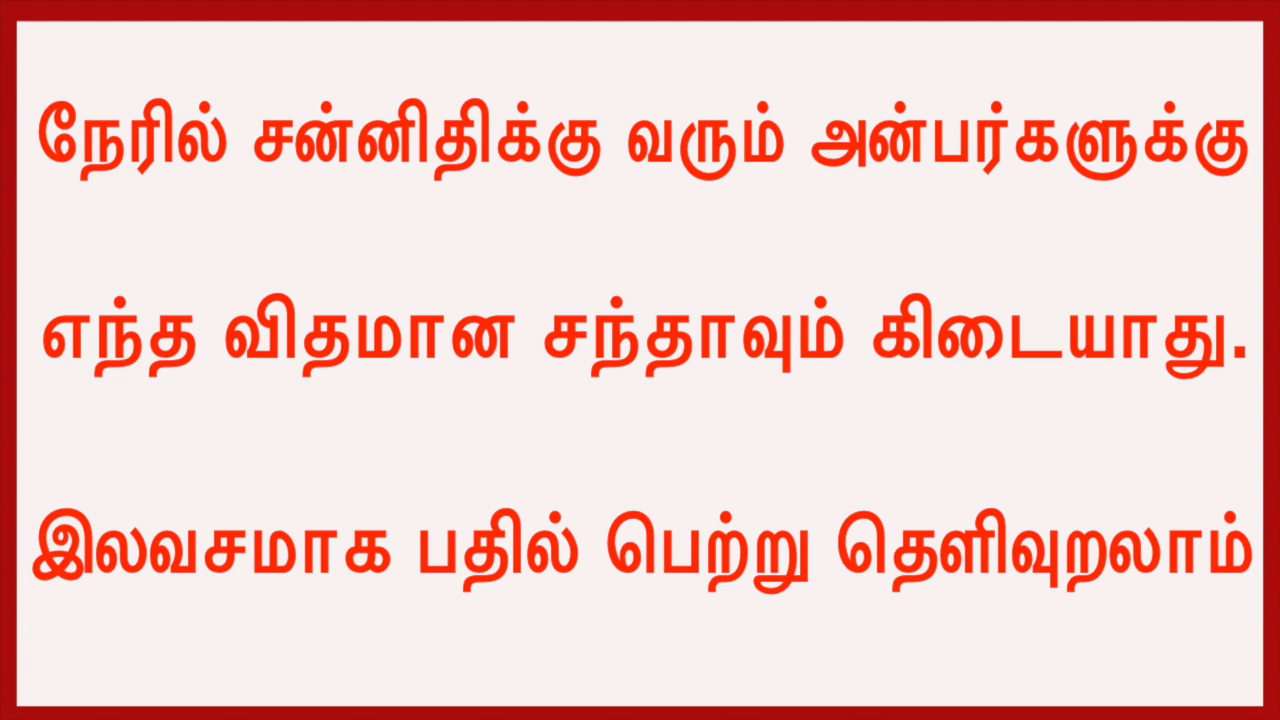 நேரில் சன்னிதிக்கு வரும் அன்பர்களுக்கு
எந்த விதமான சந்தாவும் கிடையாது.
இலவசமாக பதில் பெற்று தெளிவுறலாம்